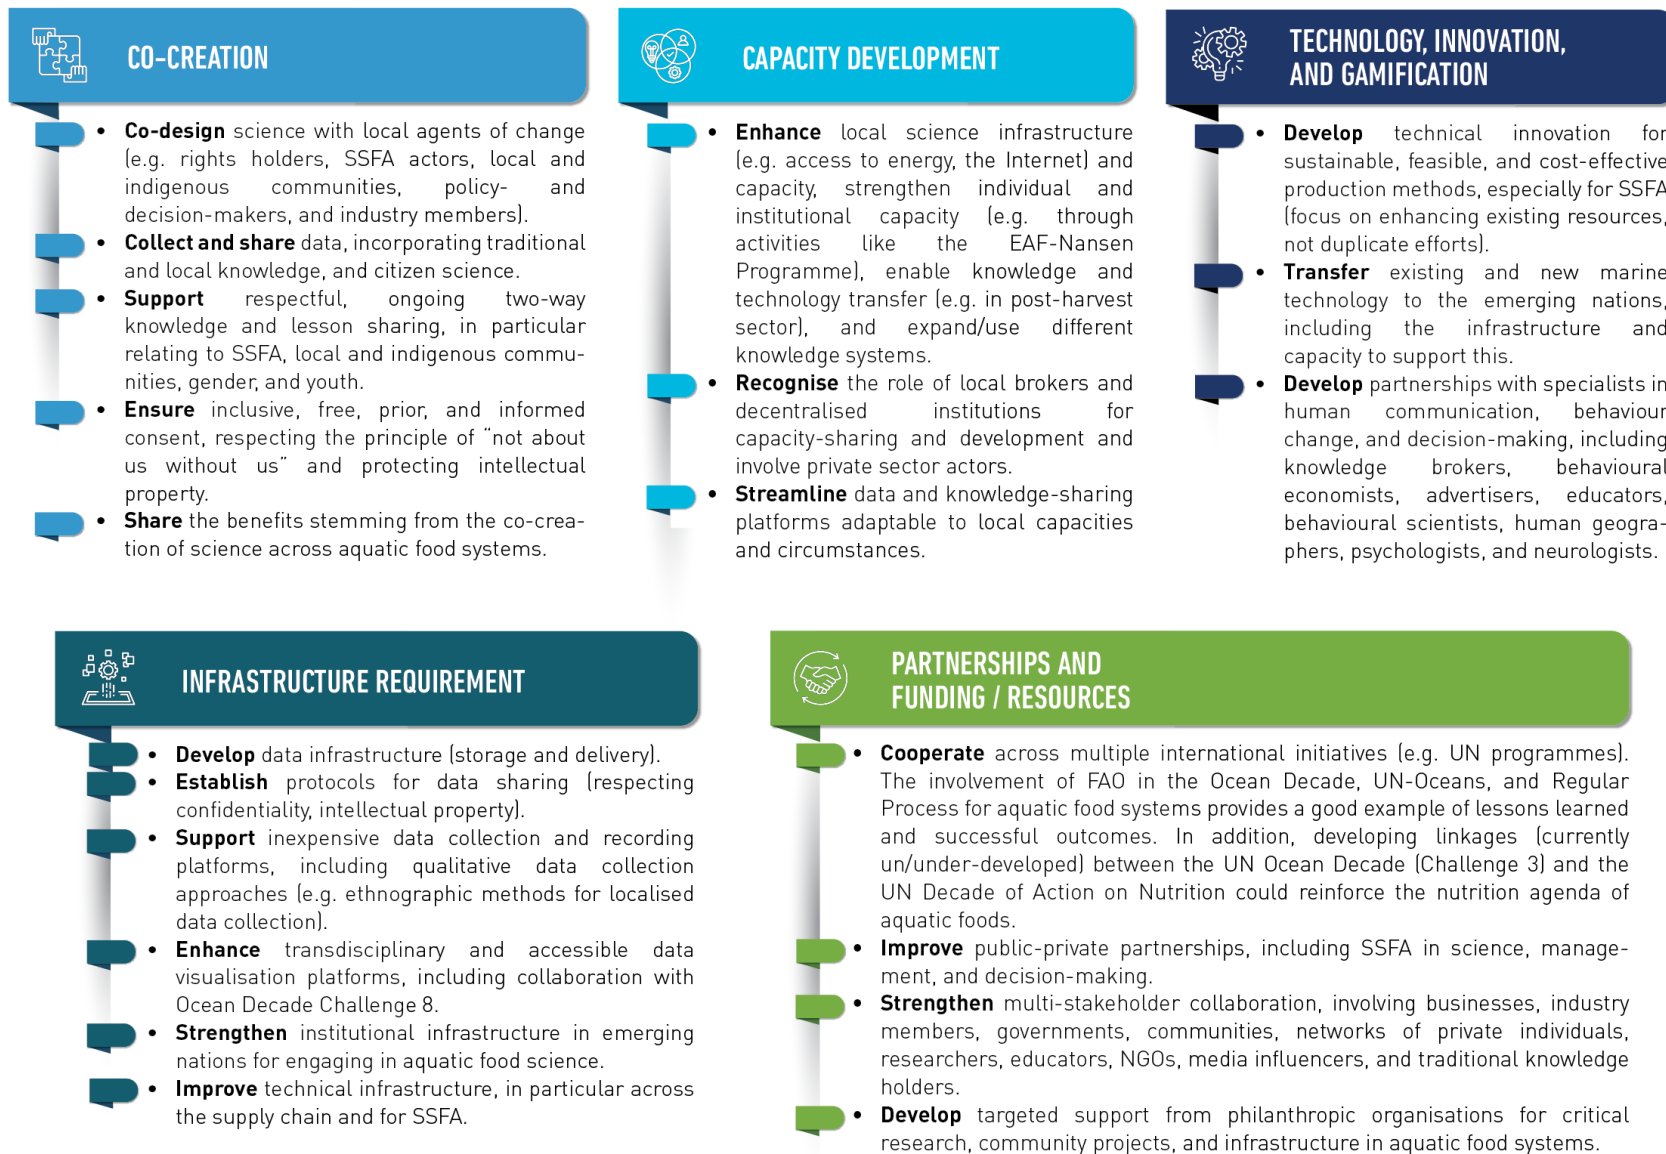 CO-CREATION
• Co-design science with local agents of change
(e.g. rights holders, SSFA actors, local and
indigenous communities, policy- and
decision-makers, and industry members).
• Collect and share data, incorporating traditional
and local knowledge, and citizen science.
• Support respectful, ongoing two-way
knowledge and lesson sharing, in particular
relating to SSFA, local and indigenous commu-
nities, gender, and youth.
• Ensure inclusive, free, prior, and informed
consent, respecting the principle of “not about
us without us” and protecting intellectual
property.
• Share the benefits stemming from the co-crea-
tion of science across aquatic food systems.
CAPACITY DEVELOPMENT
• Enhance local science infrastructure
(e.g. access to energy, the Internet) and
capacity, strengthen individual and
institutional capacity (e.g. through
activities like the EAF-Nansen
Programme), enable knowledge and
technology transfer (e.g. in post-harvest
sector), and expand/use different
knowledge systems.
• Recognise the role of local brokers and
decentralised institutions for
capacity-sharing and development and
involve private sector actors.
• Streamline data and knowledge-sharing
platforms adaptable to local capacities
and circumstances.
TECHNOLOGY, INNOVATION,
AND GAMIFICATION
• Develop technical innovation for
sustainable, feasible, and cost-effective
production methods, especially for SSFA
(focus on enhancing existing resources,
not duplicate efforts).
• Transfer existing and new marine
technology to the emerging nations,
including the infrastructure and
capacity to support this.
• Develop partnerships with specialists in
human communication, behaviour
change, and decision-making, including
knowledge brokers, behavioural
economists, advertisers, educators,
behavioural scientists, human geogra-
phers, psychologists, and neurologists.
INFRASTRUCTURE REQUIREMENT
• Develop data infrastructure (storage and delivery).
• Establish protocols for data sharing (respecting
confidentiality, intellectual property).
• Support inexpensive data collection and recording
platforms, including qualitative data collection
approaches (e.g. ethnographic methods for localised
data collection).
• Enhance transdisciplinary and accessible data
visualisation platforms, including collaboration with
Ocean Decade Challenge 8.
• Strengthen institutional infrastructure in emerging
nations for engaging in aquatic food science.
• Improve technical infrastructure, in particular across
the supply chain and for SSFA.
PARTNERSHIPS AND
FUNDING / RESOURCES
• Cooperate across multiple international initiatives (e.g. UN programmes).
The involvement of FAO in the Ocean Decade, UN-Oceans, and Regular
Process for aquatic food systems provides a good example of lessons learned
and successful outcomes. In addition, developing linkages (currently
un/under-developed) between the UN Ocean Decade (Challenge 3) and the
UN Decade of Action on Nutrition could reinforce the nutrition agenda of
aquatic foods.
• Improve public-private partnerships, including SSFA in science, manage-
ment, and decision-making.
• Strengthen multi-stakeholder collaboration, involving businesses, industry
members, governments, communities, networks of private individuals,
researchers, educators, NGOs, media influencers, and traditional knowledge
holders.
• Develop targeted support from philanthropic organisations for critical
research, community projects, and infrastructure in aquatic food systems.